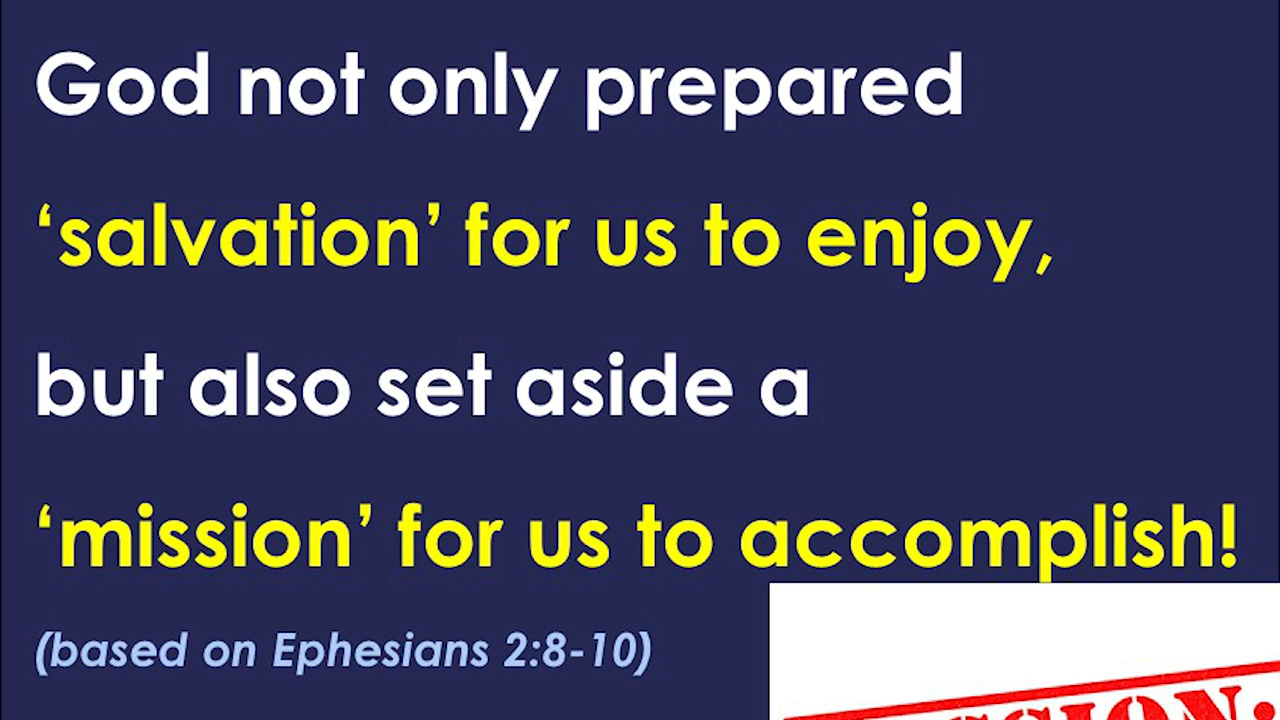 God not only prepared
‘salvation’ for us to enjoy,
but also set aside a
‘mission’ for us to accomplish!
(based on Ephesians 2:8-10)